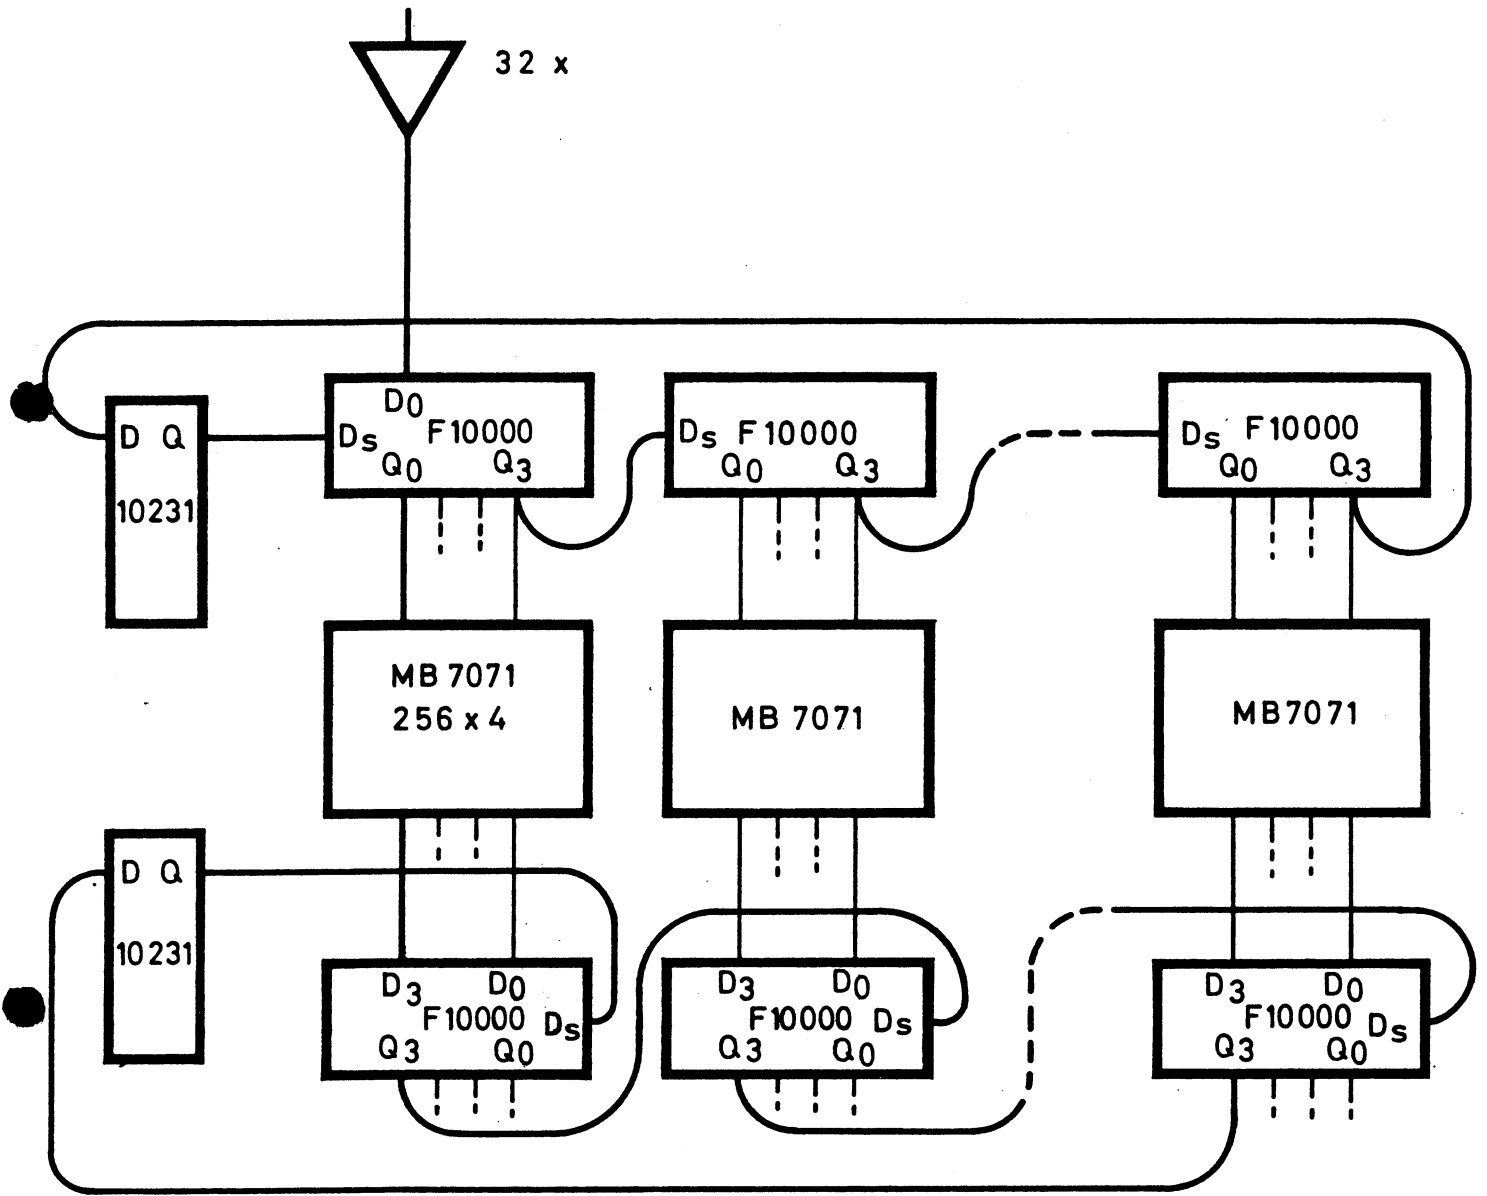 32 x
D Q
10231
D0
Ds F10000
Q0 Q3
Ds F10000
Q0 Q3
Ds F10000
Q0 Q3
MB 7071
256 x 4
MB 7071
MB7071
D Q
10231
D3 D0
F10000 Ds
Q3 Q0
D3 D0
F10000 Ds
Q3 Q0
D3 D0
F10000 Ds
Q3 Q0